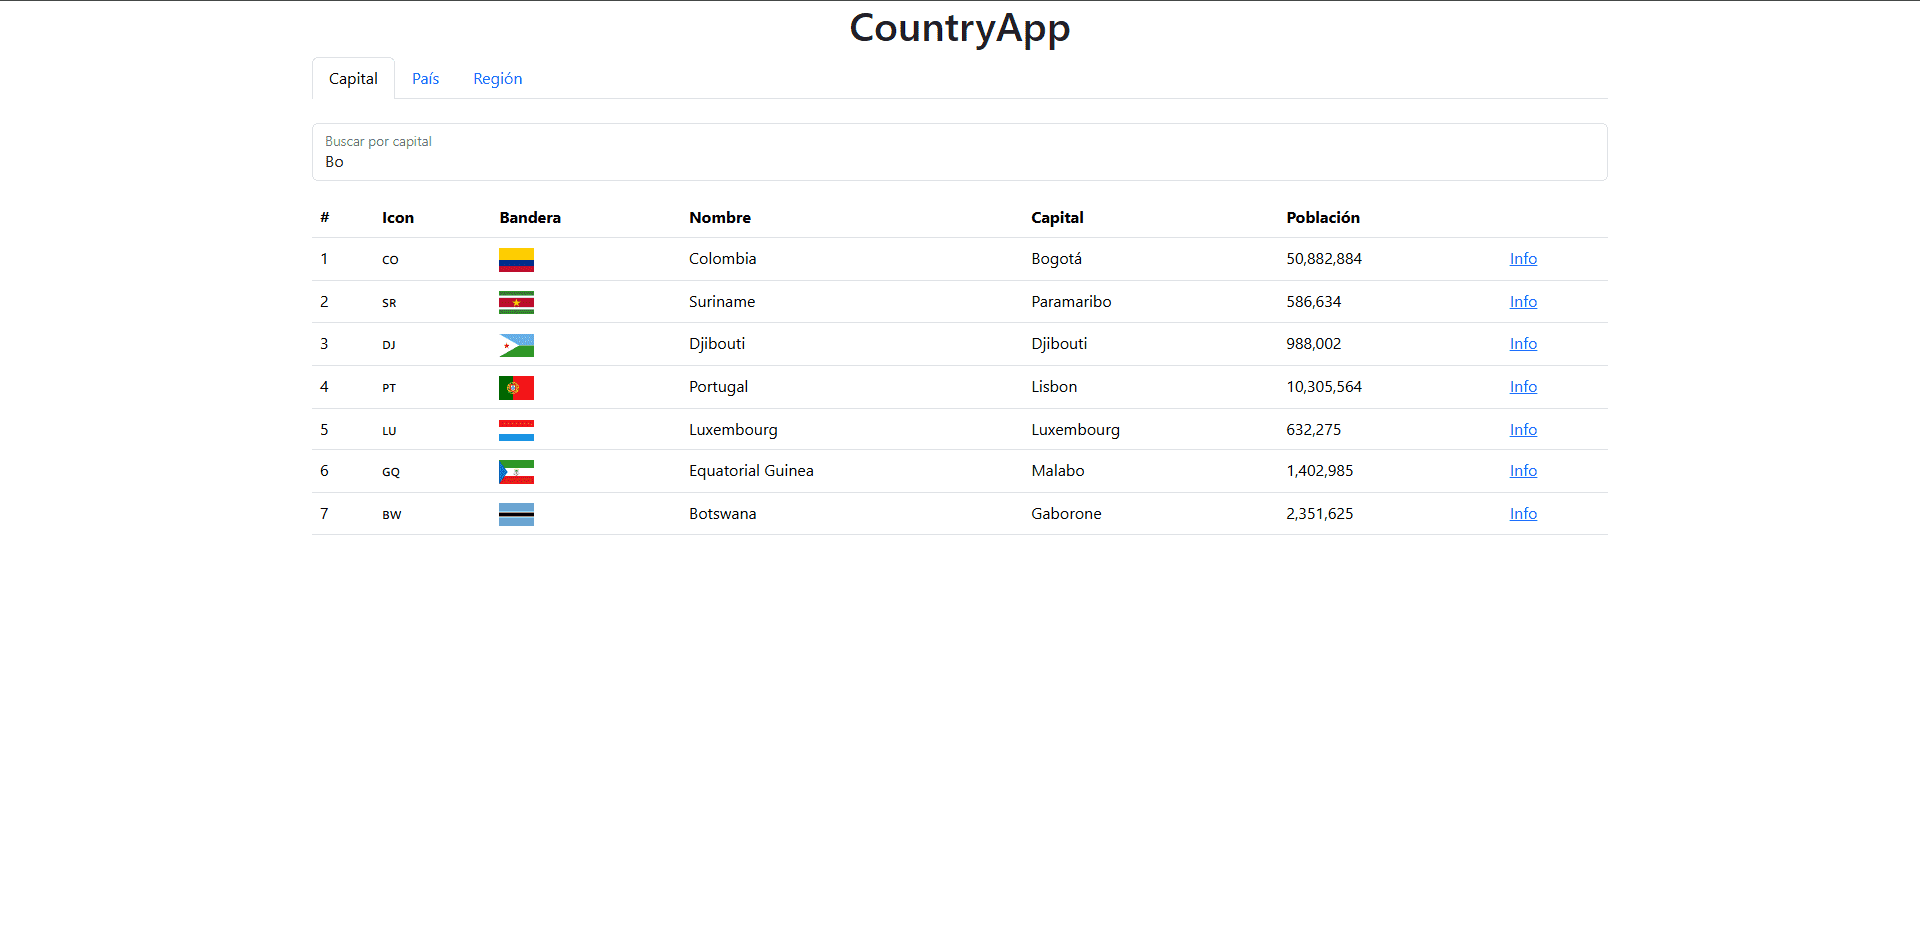 CountryApp
Capital País Región
Buscar por capital
Bo
# Icon Bandera Nombre Capital Población
1 CO Colombia Bogotá 50,882,884 Info
2 SR Suriname Paramaribo 586,634 Info
3 DJ Djibouti Djibouti 988,002 Info
4 PT Portugal Lisbon 10,305,564 Info
5 LU Luxembourg Luxembourg 632,275 Info
6 GQ Equatorial Guinea Malabo 1,402,985 Info
7 BW Botswana Gaborone 2,351,625 Info